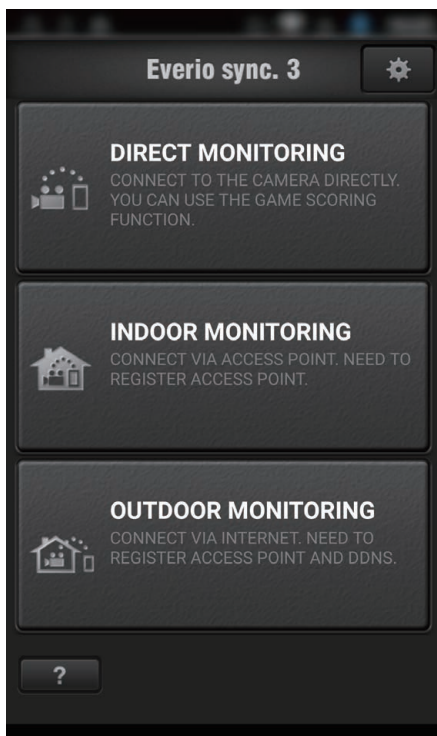 Everio sync. 3
DIRECT MONITORING
CONNECT TO THE CAMERA DIRECTLY.
YOU CAN USE THE GAME SCORING
FUNCTION.
INDOOR MONITORING
CONNECT VIA ACCESS POINT. NEED TO
REGISTER ACCESS POINT.
OUTDOOR MONITORING
CONNECT VIA INTERNET. NEED TO
REGISTER ACCESS POINT AND DDNS.
?